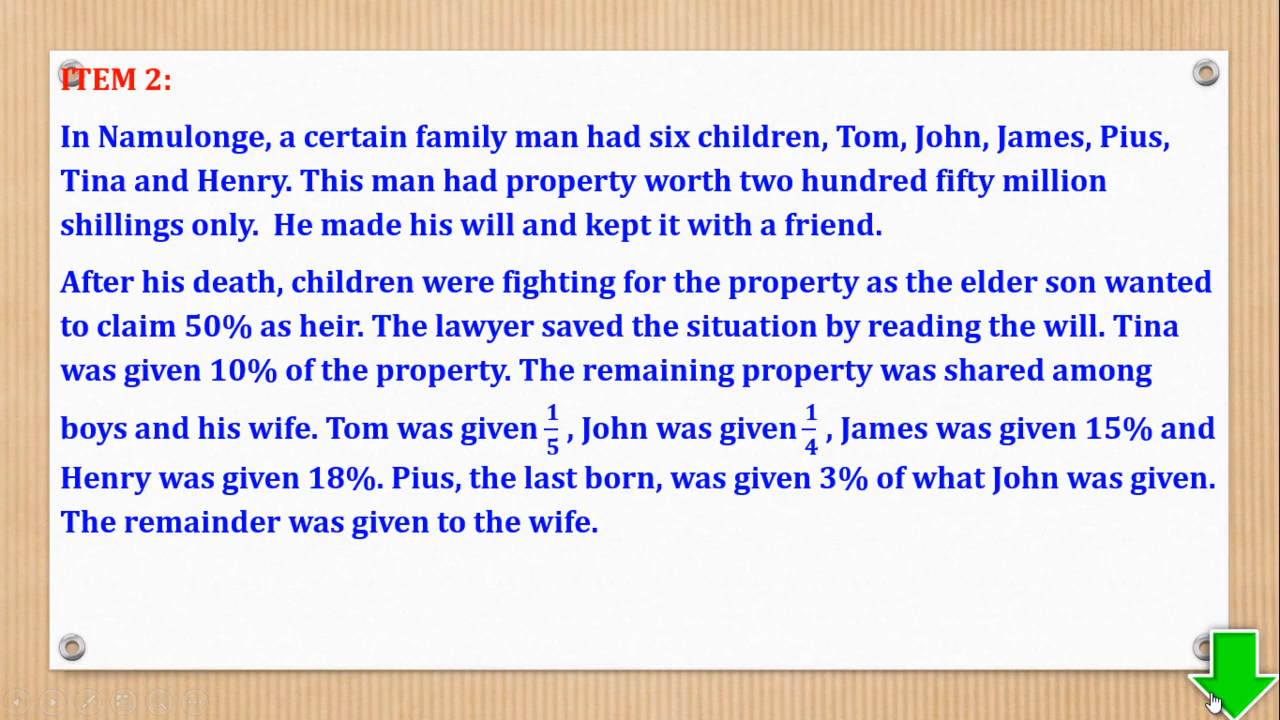 ITEM 2:
In Namulonge, a certain family man had six children, Tom, John, James, Pius,
Tina and Henry. This man had property worth two hundred fifty million
shillings only.  He made his will and kept it with a friend.
After his death, children were fighting for the property as the elder son wanted
to claim 50% as heir. The lawyer saved the situation by reading the will. Tina
was given 10% of the property. The remaining property was shared among
boys and his wife. Tom was given 1/5 , John was given 1/4 , James was given 15% and
Henry was given 18%. Pius, the last born, was given 3% of what John was given.
The remainder was given to the wife.